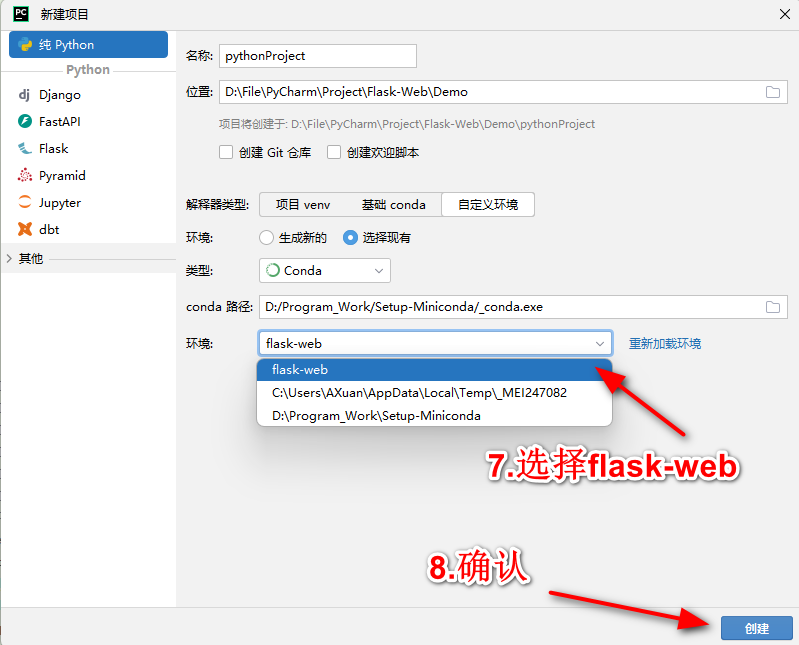 PC 新建项目
纯 Python
Python
dj Django
FastAPI
Flask
Pyramid
Jupyter
dbt
其他
名称: pythonProject
位置: D:\File\PyCharm\Project\Flask-Web\Demo
项目将创建于: D:\File\PyCharm\Project\Flask-Web\Demo\pythonProject
创建 Git 仓库 创建欢迎脚本
解释器类型: 项目 venv 基础 conda 自定义环境
环境: 生成新的 选择现有
类型: Conda
conda 路径: D:/Program_Work/Setup-Miniconda/_conda.exe
环境: flask-web 重新加载环境
flask-web
C:\Users\AXuan\AppData\Local\Temp\_MEI247082
D:\Program_Work\Setup-Miniconda
7.选择flask-web
8.确认
创建